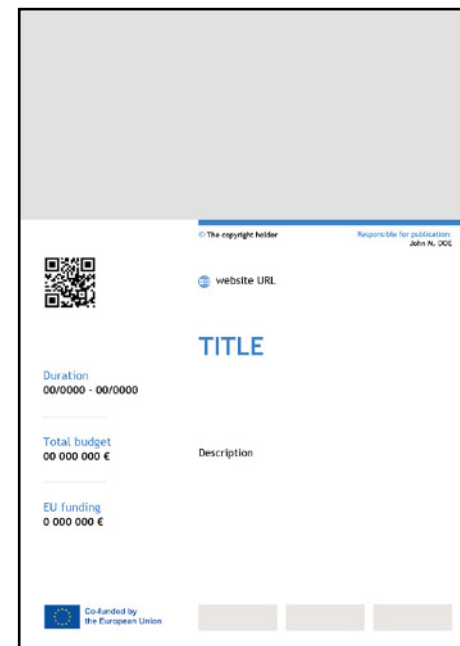 © The copyright holder
Responsible for publication:
John N. DOE
website URL
TITLE
Duration
00/0000 - 00/0000
Total budget
00 000 000 €
Description
EU funding
0 000 000 €
Co-funded by
the European Union